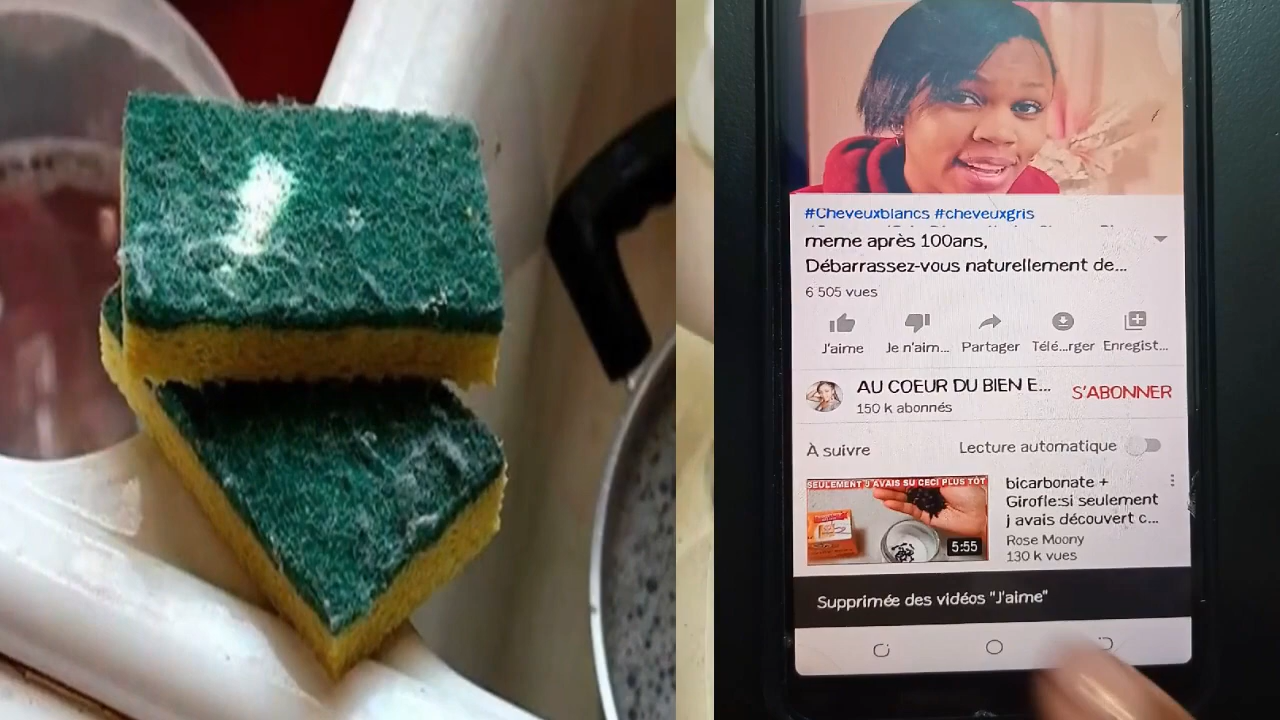 #Cheveuxblancs #cheveuxgris
meme après 100ans,
Débarrassez-vous naturellement de...
6 505 vues
J'aime
Je n'aim...
Partager
Télé...rger
Enregist...
AU COEUR DU BIEN E...
S'ABONNER
150 k abonnés
À suivre
Lecture automatique
SEULEMENT J AVAIS SU CECI PLUS TÔT
5:55
bicarbonate +
Girofle:si seulement
j avais découvert c...
Rose Moony
130 k vues
Supprimée des vidéos "J'aime"